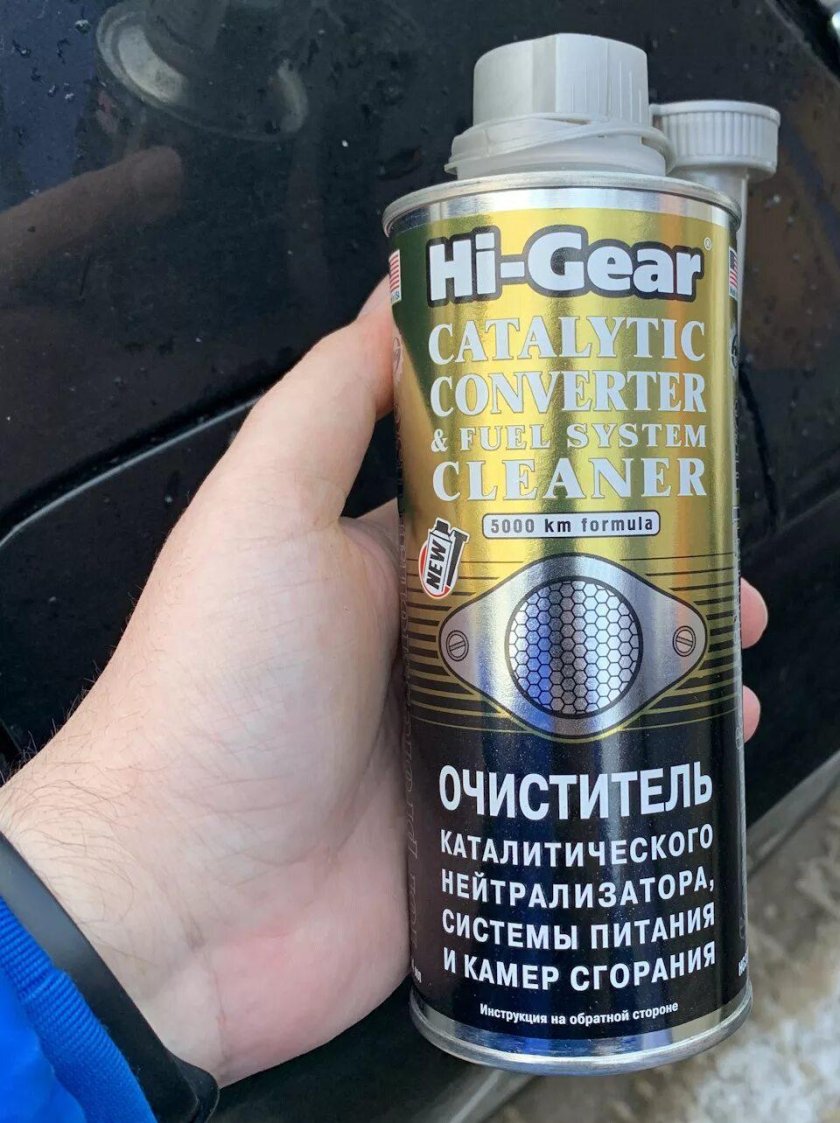 Hi-Gear®
CATALYTIC
CONVERTER
& FUEL SYSTEM
CLEANER
5000 km formula
NEW
ОЧИСТИТЕЛЬ
КАТАЛИТИЧЕСКОГО
НЕЙТРАЛИЗАТОРА,
СИСТЕМЫ ПИТАНИЯ
И КАМЕР СГОРАНИЯ
Инструкция на обратной стороне